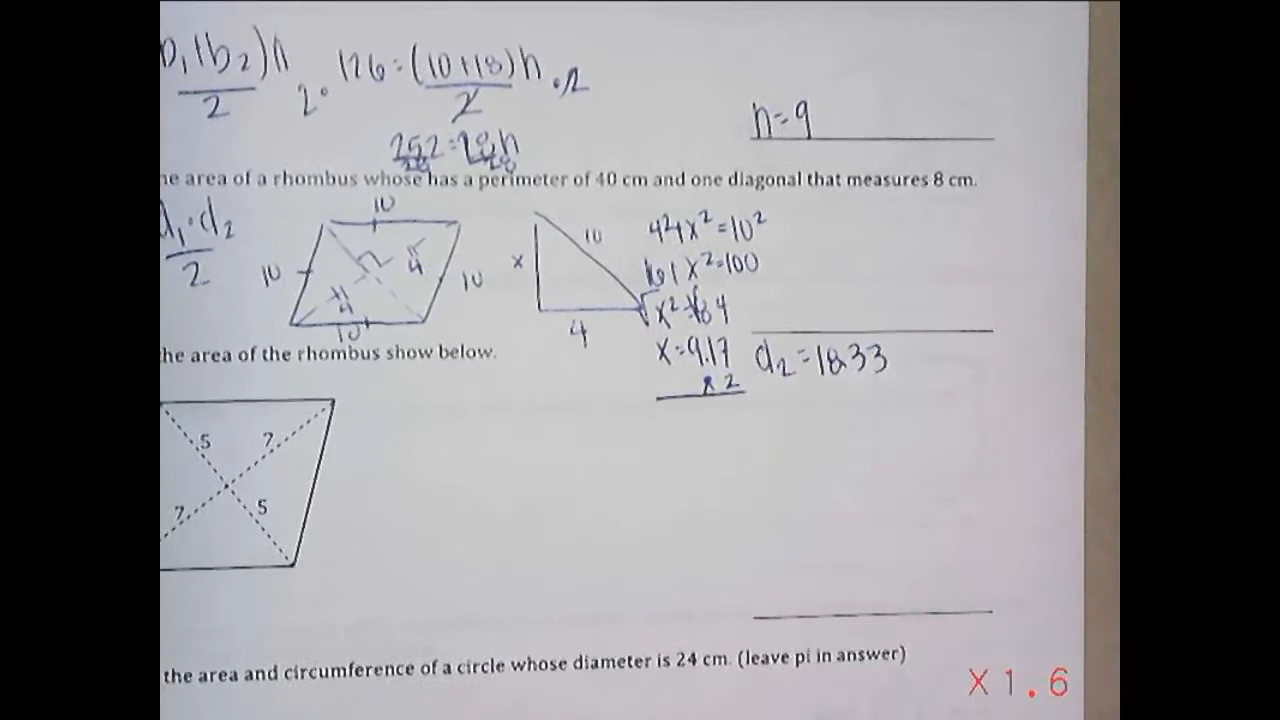 b₁+b₂)h
2
2• 126=(10+18)h •2
2
252=28h
28 28
h=9
he area of a rhombus whose has a perimeter of 40 cm and one diagonal that measures 8 cm.
d₁•d₂
2
10
10
10
10
4
4
x
10
4
4²+x²=10²
16+x²=100
√x²=√84
x=9.17
x2
d₂=18.33
he area of the rhombus show below.
5
7
7
5
the area and circumference of a circle whose diameter is 24 cm. (leave pi in answer)
X1.6